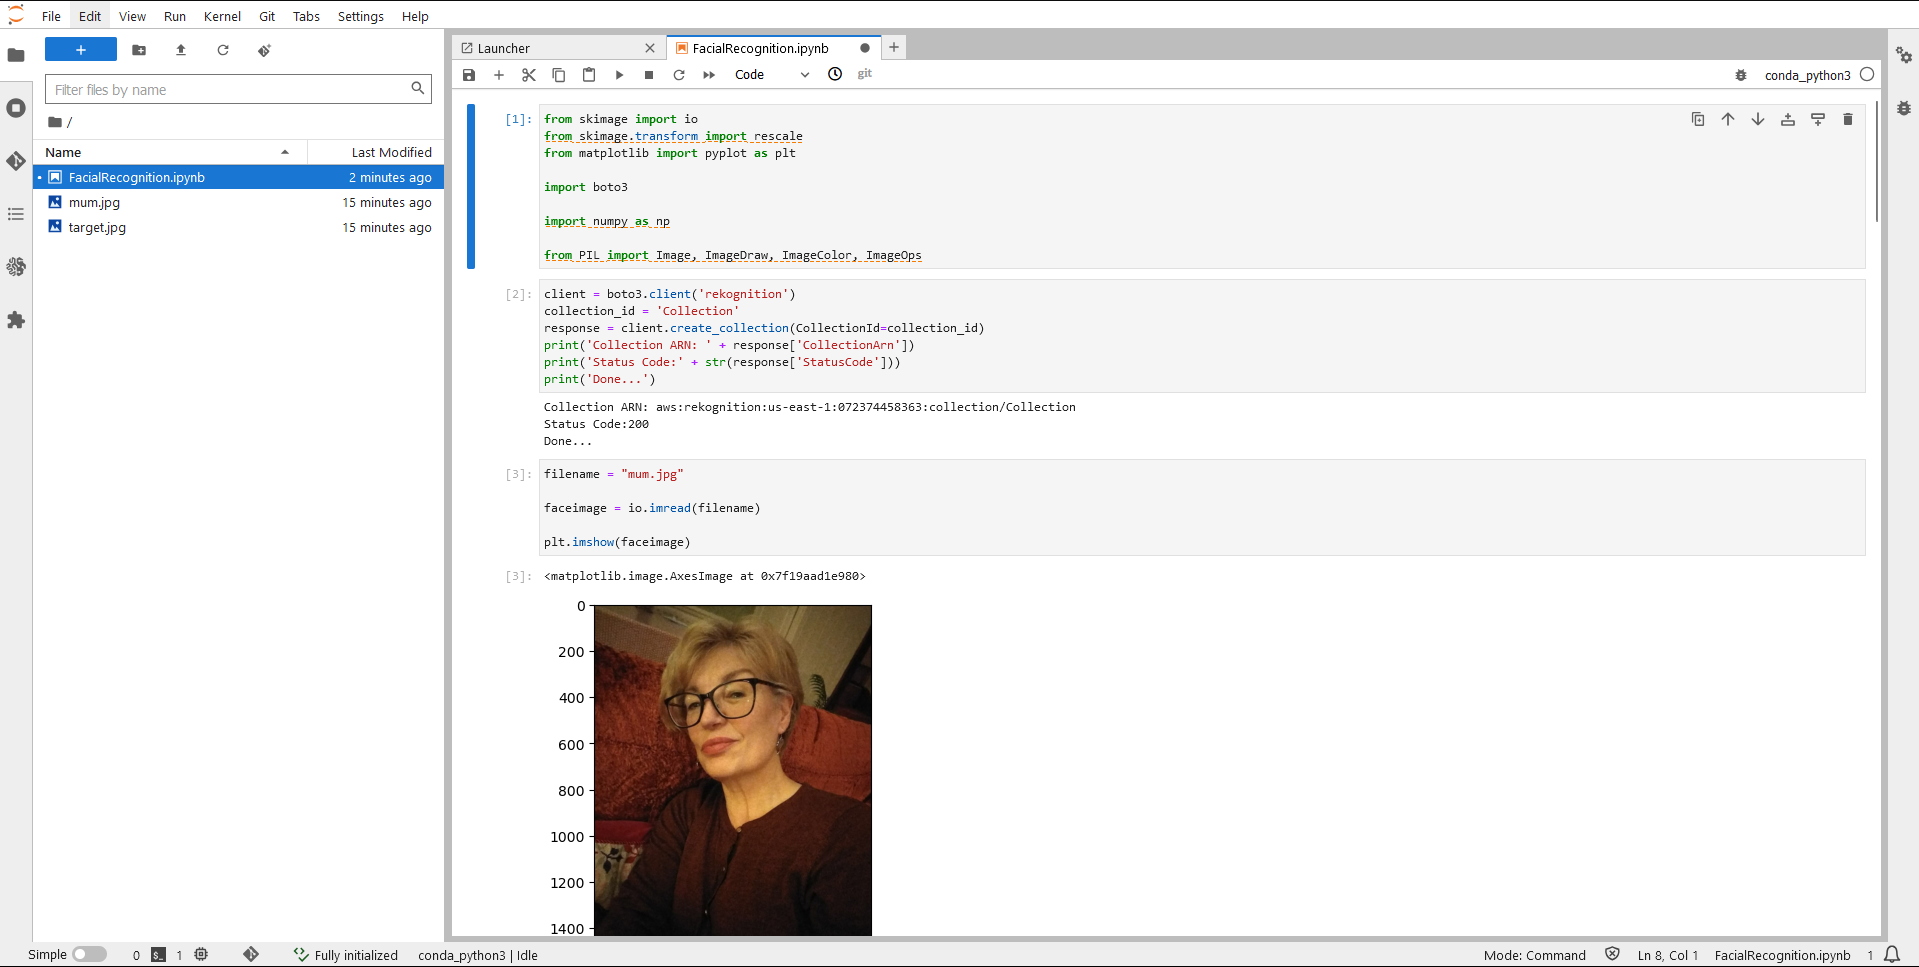 File Edit View Run Kernel Git Tabs Settings Help
Filter files by name
/
Name Last Modified
FacialRecognition.ipynb 2 minutes ago
mum.jpg 15 minutes ago
target.jpg 15 minutes ago
Launcher FacialRecognition.ipynb
Code git conda_python3
[1]: from skimage import io
from skimage.transform import rescale
from matplotlib import pyplot as plt
import boto3
import numpy as np
from PIL import Image, ImageDraw, ImageColor, ImageOps
[2]: client = boto3.client('rekognition')
collection_id = 'Collection'
response = client.create_collection(CollectionId=collection_id)
print('Collection ARN: ' + response['CollectionArn'])
print('Status Code:' + str(response['StatusCode']))
print('Done...')
Collection ARN: aws:rekognition:us-east-1:072374458363:collection/Collection
Status Code:200
Done...
[3]: filename = "mum.jpg"
faceimage = io.imread(filename)
plt.imshow(faceimage)
[3]: <matplotlib.image.AxesImage at 0x7f19aad1e980>
0
200
400
600
800
1000
1200
1400
Simple 0 1 Fully initialized conda_python3 | Idle Mode: Command Ln 8, Col 1 FacialRecognition.ipynb 1